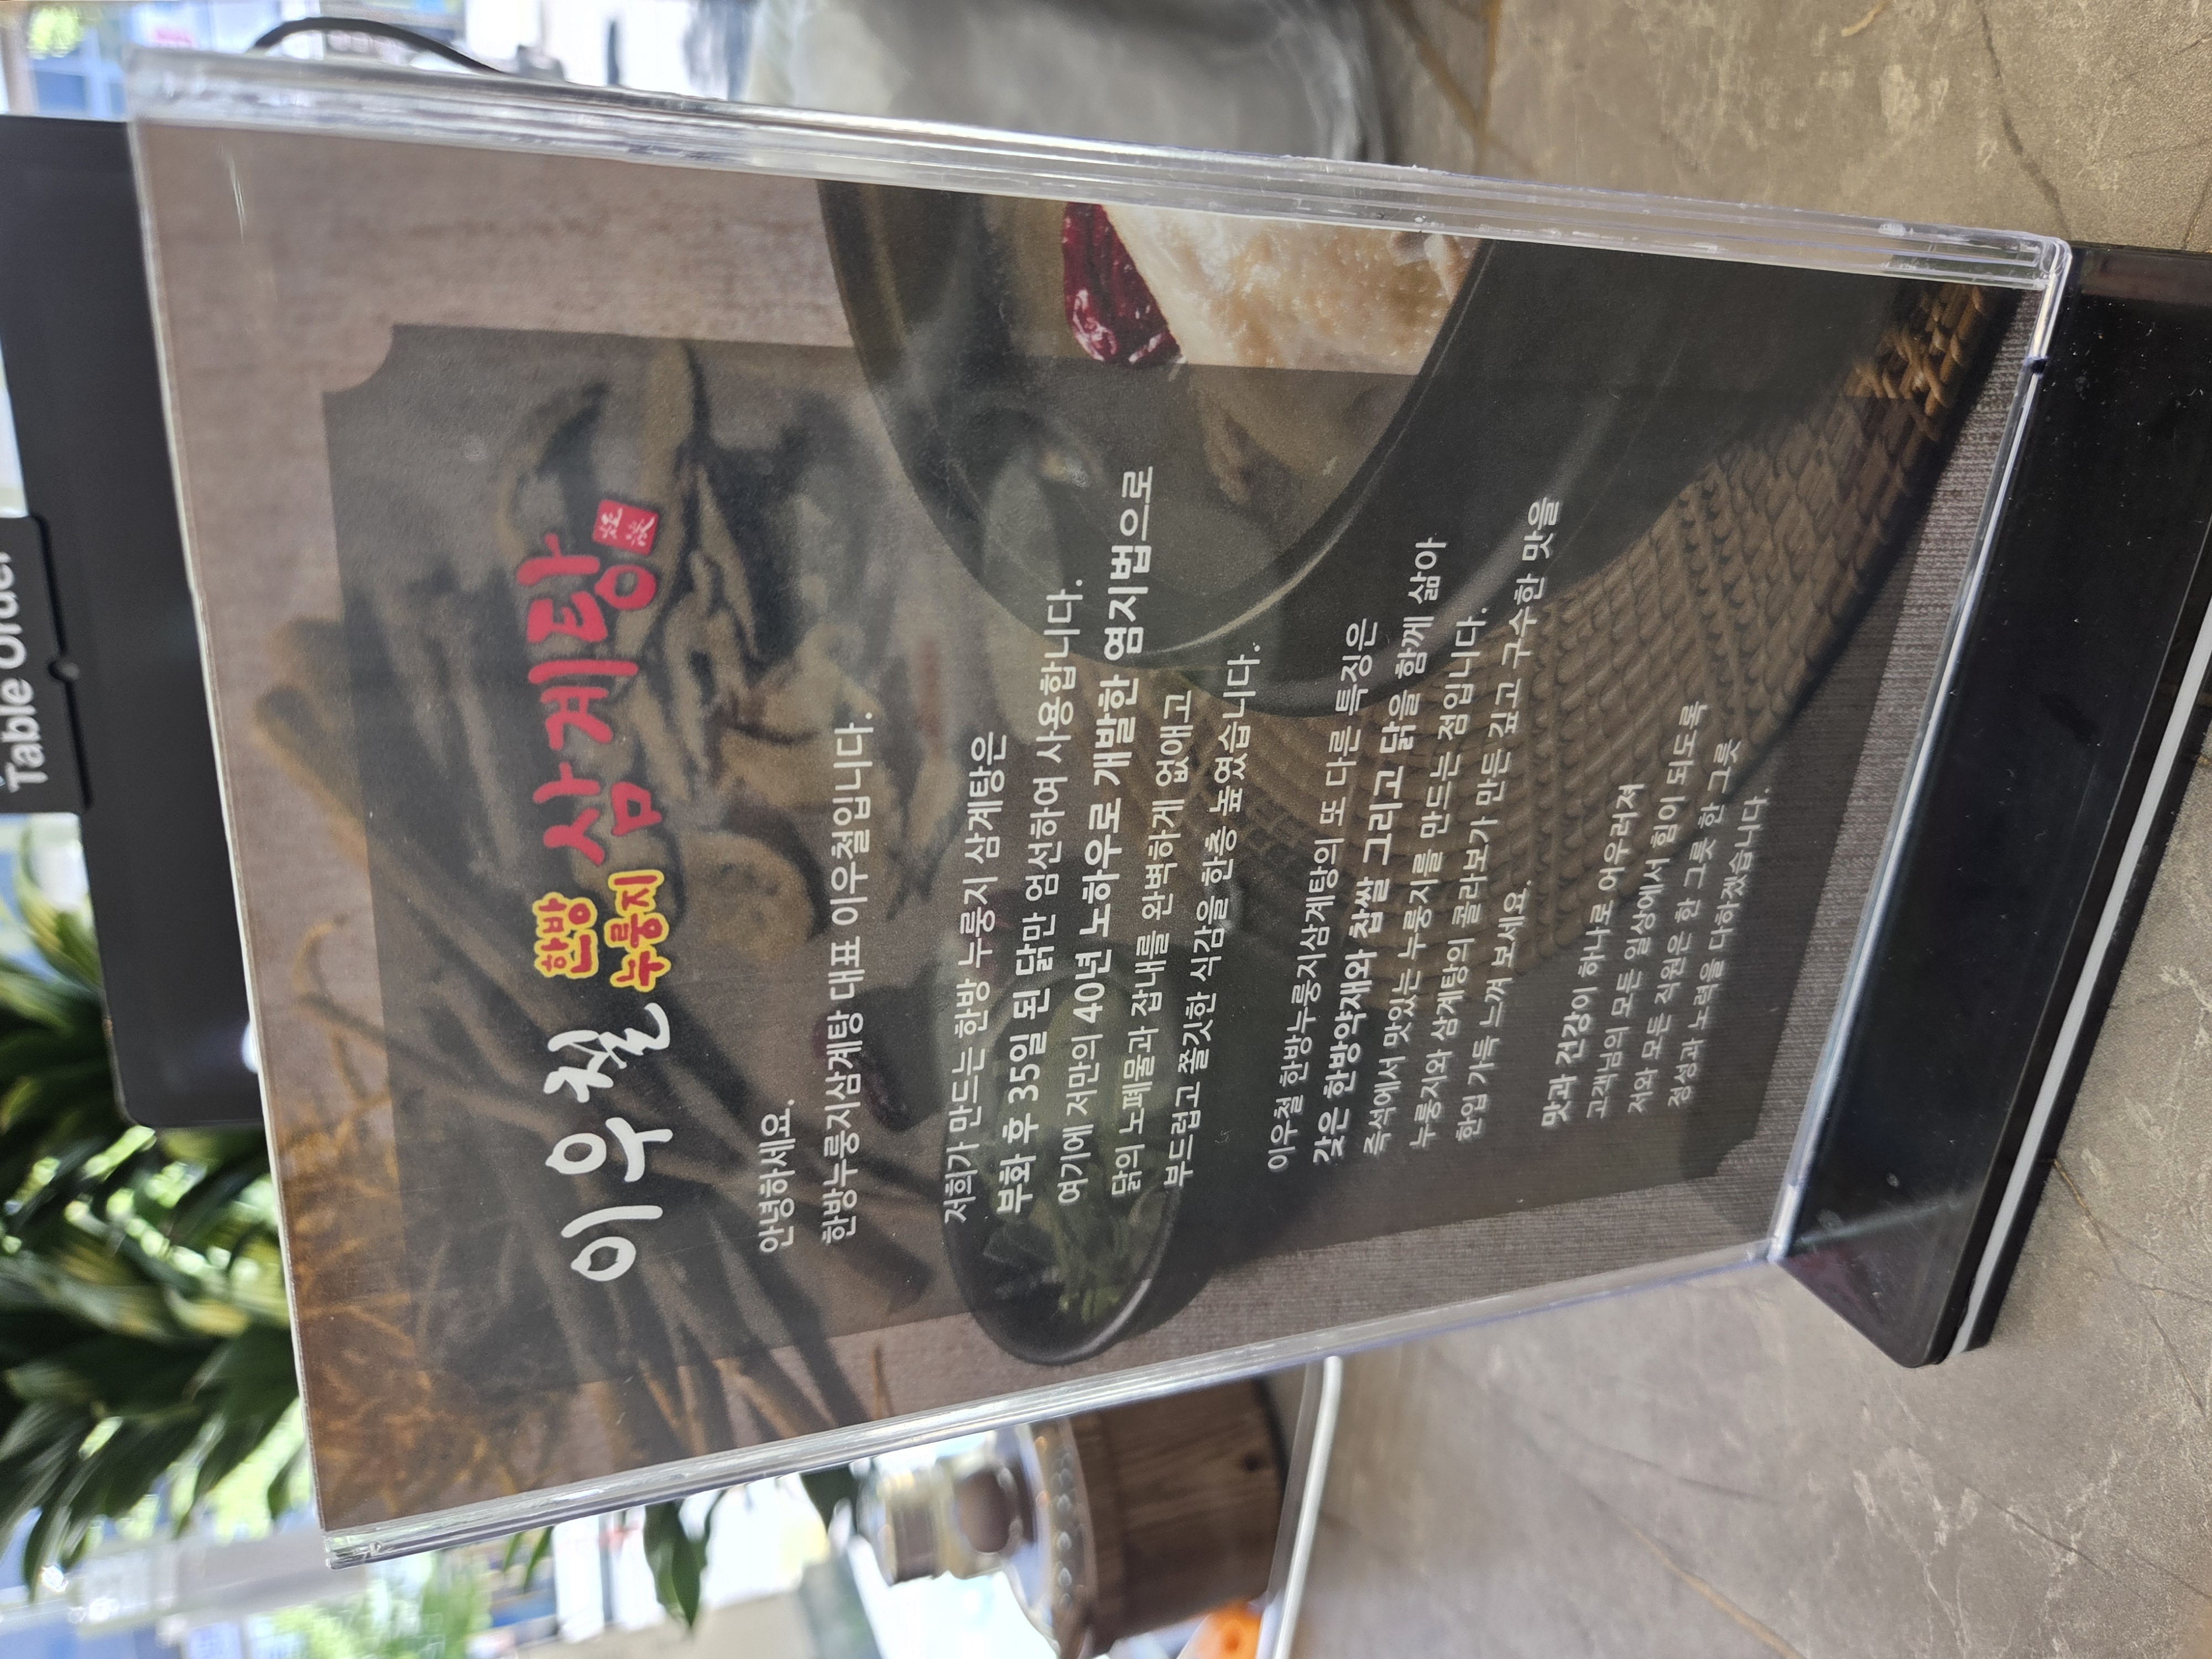 Table Order
이우철 한방 누룽지 삼계탕
안녕하세요.
한방누룽지삼계탕 대표 이우철입니다.
저희가 만드는 한방 누룽지 삼계탕은
부화 후 35일 된 닭만 엄선하여 사용합니다.
여기에 저만의 40년 노하우로 개발한 염지법으로
닭의 노폐물과 잡내를 완벽하게 없애고
부드럽고 쫄깃한 식감을 한층 높였습니다.
이우철 한방누룽지삼계탕의 또 다른 특징은
갖은 한방약재와 찹쌀 그리고 닭을 함께 삶아
즉석에서 맛있는 누룽지를 만드는 점입니다.
누룽지와 삼계탕의 콜라보가 만든 깊고 구수한 맛을
한입 가득 느껴 보세요.
맛과 건강이 하나로 어우러져
고객님의 모든 일상에서 힘이 되도록
저와 모든 직원은 한 그릇 한 그릇
정성과 노력을 다하겠습니다.